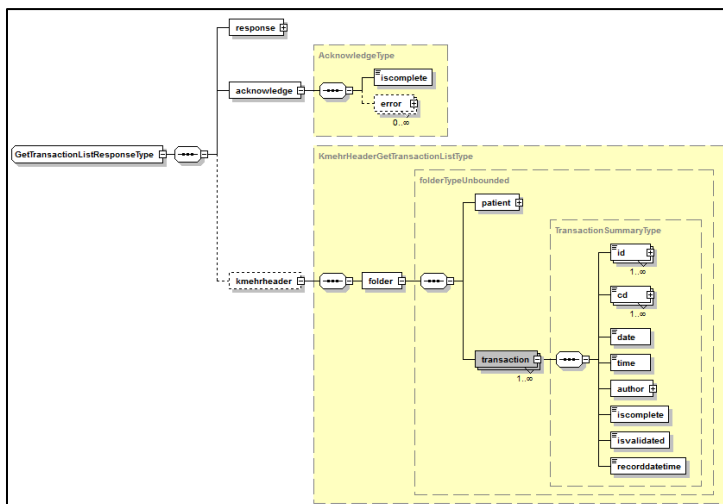 response
AcknowledgeType
iscomplete
acknowledge
error
0..∞
GetTransactionListResponseType
KmehrHeaderGetTransactionListType
folderTypeUnbounded
patient
TransactionSummaryType
id
1..∞
kmehrheader
folder
cd
1..∞
date
transaction
1..∞
time
author
iscomplete
isvalidated
recorddatetime